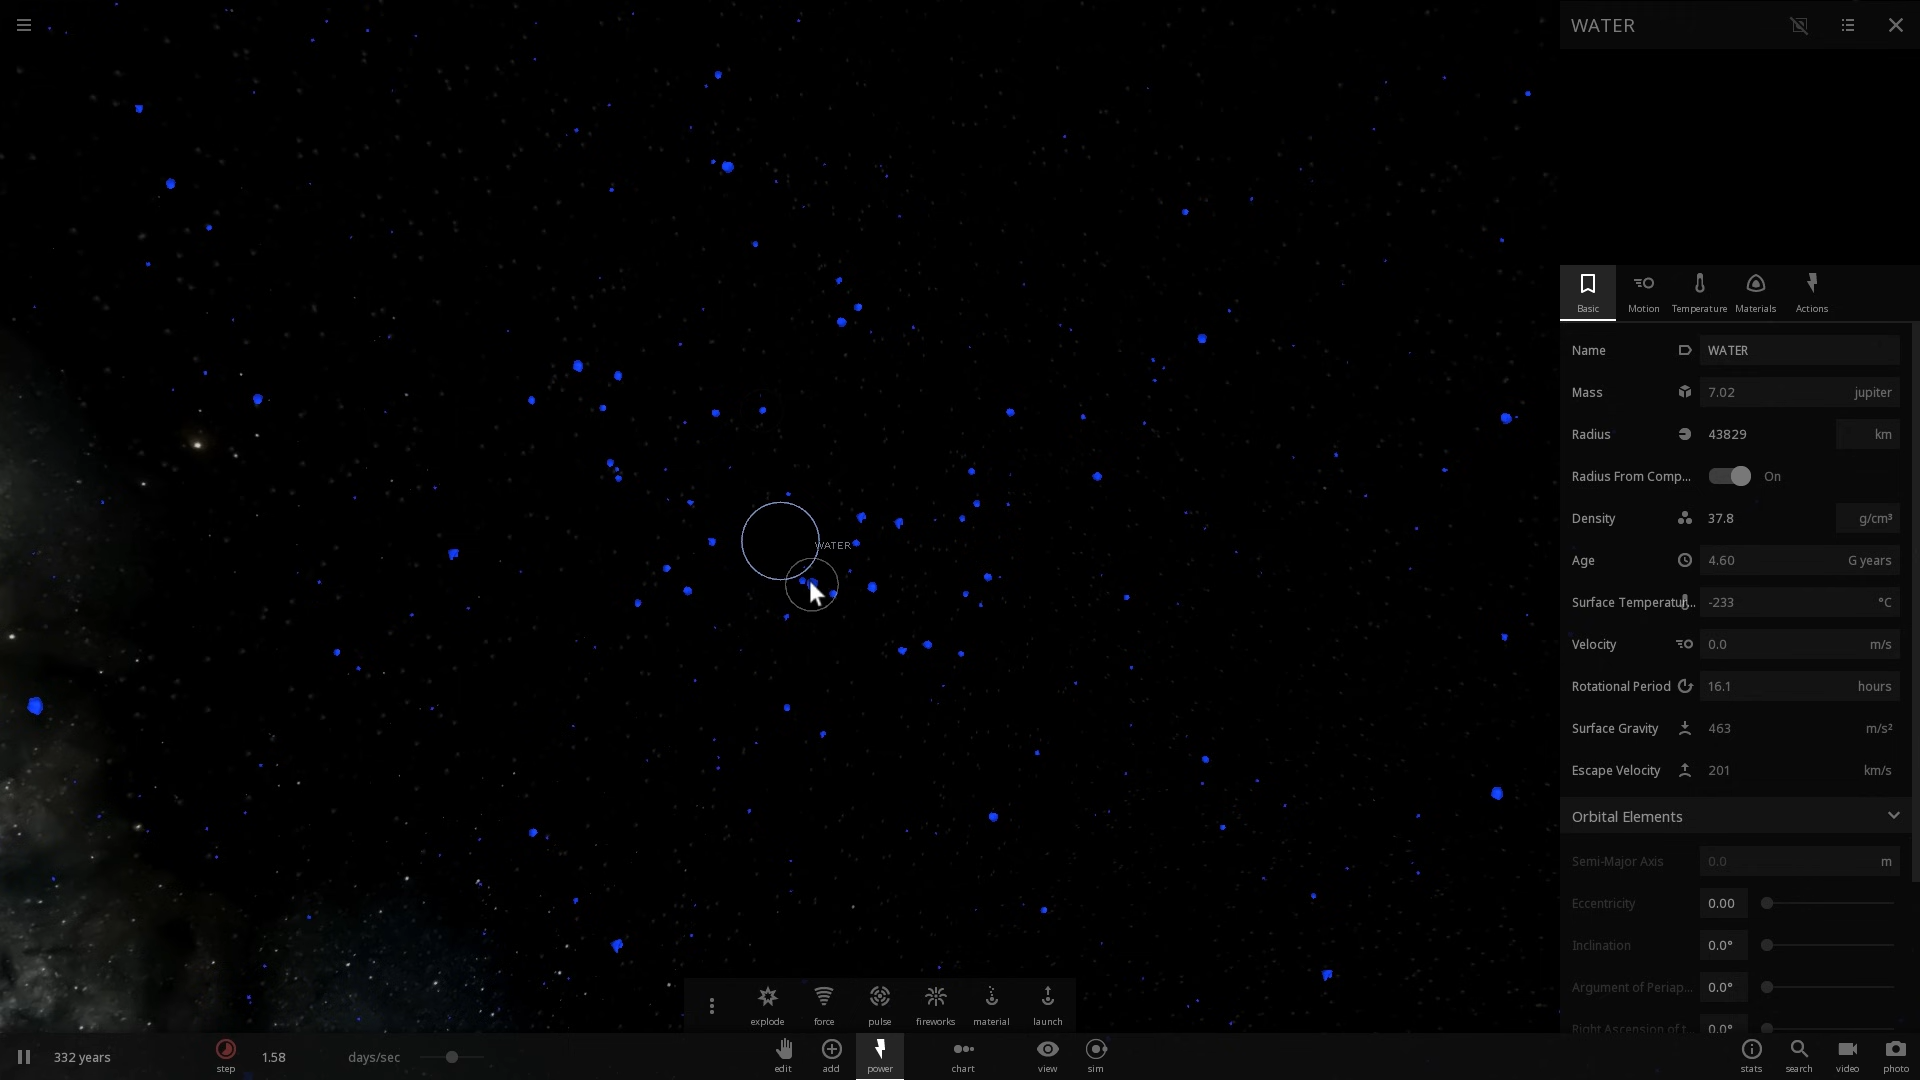 WATER
Basic
Motion
Temperature
Materials
Actions
Name WATER
Mass 7.02 jupiter
Radius 43829 km
Radius From Comp... On
Density 37.8 g/cm³
Age 4.60 G years
Surface Temperatur... -233 °C
Velocity 0.0 m/s
Rotational Period 16.1 hours
Surface Gravity 463 m/s²
Escape Velocity 201 km/s
Orbital Elements
Semi-Major Axis 0.0 m
Eccentricity 0.00
Inclination 0.0°
Argument of Periap... 0.0°
Right Ascension of t... 0.0°
WATER
explode force pulse fireworks material launch
332 years step 1.58 days/sec edit add power chart view sim stats search video photo